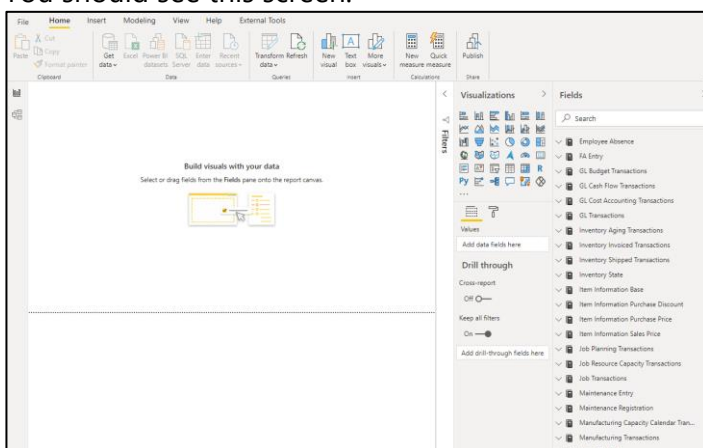 You should see this screen:
File Home Insert Modeling View Help External Tools
Paste
Cut
Copy
Format painter
Get data
Excel
Power BI datasets
SQL Server
Enter data
Recent sources
Transform data
Refresh
New visual
Text box
More visuals
New measure
Quick measure
Publish
Clipboard
Data
Queries
Insert
Calculations
Share
Build visuals with your data
Select or drag fields from the Fields pane onto the report canvas.
Filters
Visualizations
R
Py
...
Values
Add data fields here
Drill through
Cross-report
Off
Keep all filters
On
Add drill-through fields here
Fields
Search
Employee Absence
FA Entry
GL Budget Transactions
GL Cash Flow Transactions
GL Cost Accounting Transactions
GL Transactions
Inventory Aging Transactions
Inventory Invoiced Transactions
Inventory Shipped Transactions
Inventory State
Item Information Base
Item Information Purchase Discount
Item Information Purchase Price
Item Information Sales Price
Job Planning Transactions
Job Resource Capacity Transactions
Job Transactions
Maintenance Entry
Maintenance Registration
Manufacturing Capacity Calendar Tran...
Manufacturing Transactions